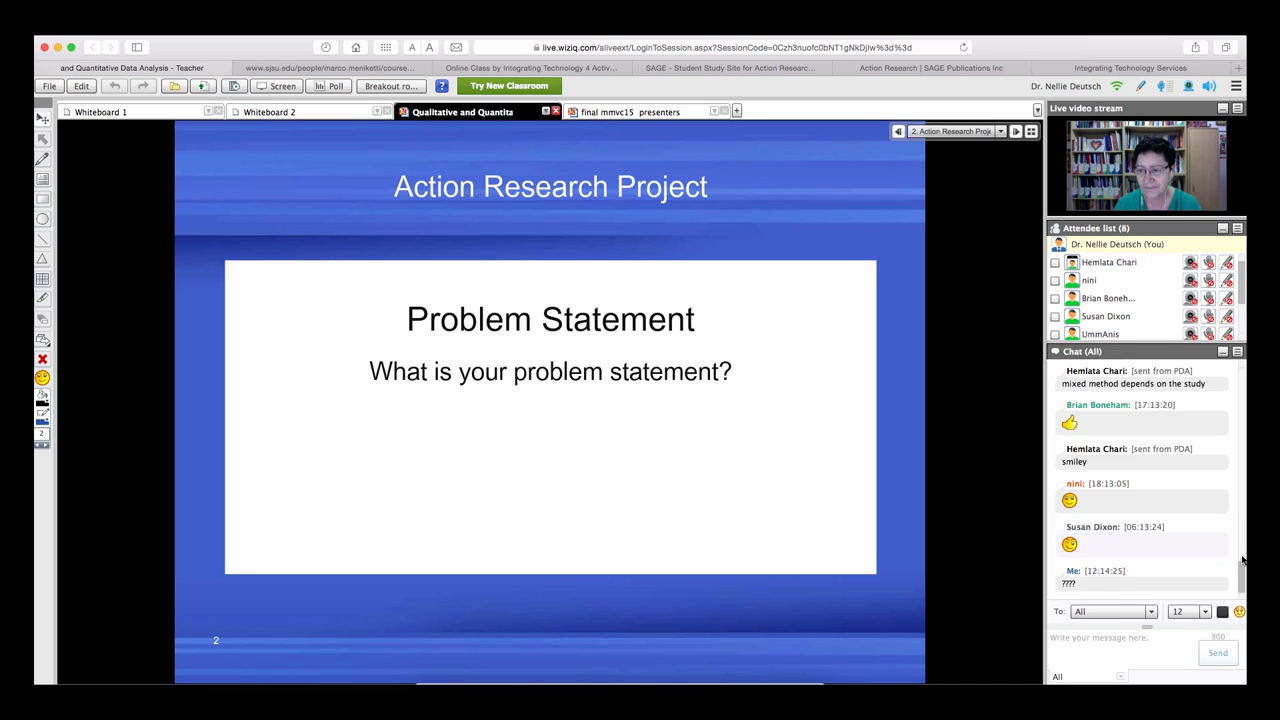 live.wiziq.com/aliveext/LoginToSession.aspx?SessionCode=0Czh3nuofc0bNT1gNkDjIw%3d%3d
A A
and Quantitative Data Analysis - Teacher
www.sjsu.edu/people/marco.meniketti/course...
Online Class by Integrating Technology 4 Activ...
SAGE - Student Study Site for Action Researc...
Action Research | SAGE Publications Inc
Integrating Technology Services
File Edit Screen Poll Breakout ro... ? Try New Classroom
Dr. Nellie Deutsch
Whiteboard 1
Whiteboard 2
Qualitative and Quantita
final mmvc15 presenters
Live video stream
2. Action Research Proj
Action Research Project
Problem Statement
What is your problem statement?
2
2
Attendee list (8)
Dr. Nellie Deutsch (You)
Hemlata Chari
nini
Brian Boneh...
Susan Dixon
UmmAnis
Chat (All)
Hemlata Chari: [sent from PDA]
mixed method depends on the study
Brian Boneham: [17:13:20]
Hemlata Chari: [sent from PDA]
smiley
nini: [18:13:05]
Susan Dixon: [06:13:24]
Me: [12:14:25]
????
To: All 12
Write your message here.
300
Send
All